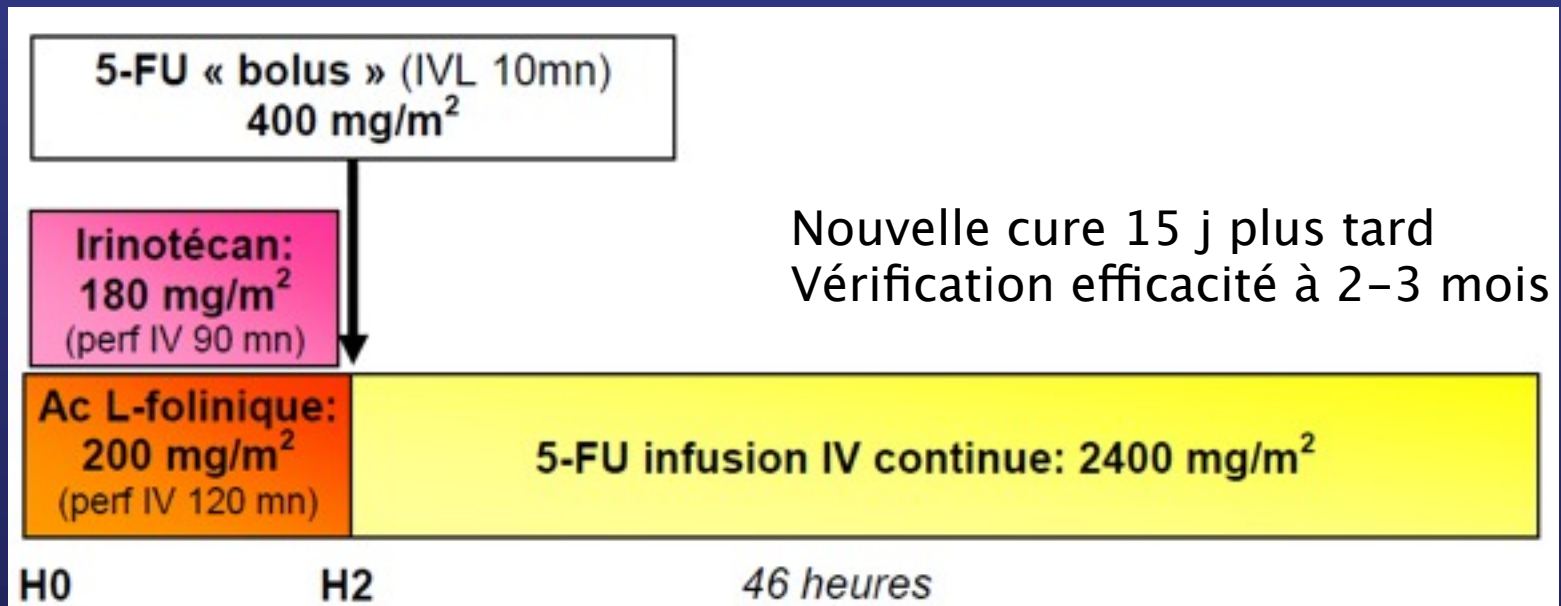 5-FU « bolus » (IVL 10mn)
400 mg/m²
Irinotécan:
180 mg/m²
(perf IV 90 mn)
Nouvelle cure 15 j plus tard
Vérification efficacité à 2-3 mois
Ac L-folinique:
200 mg/m²
(perf IV 120 mn)
5-FU infusion IV continue: 2400 mg/m²
H0 H2 46 heures